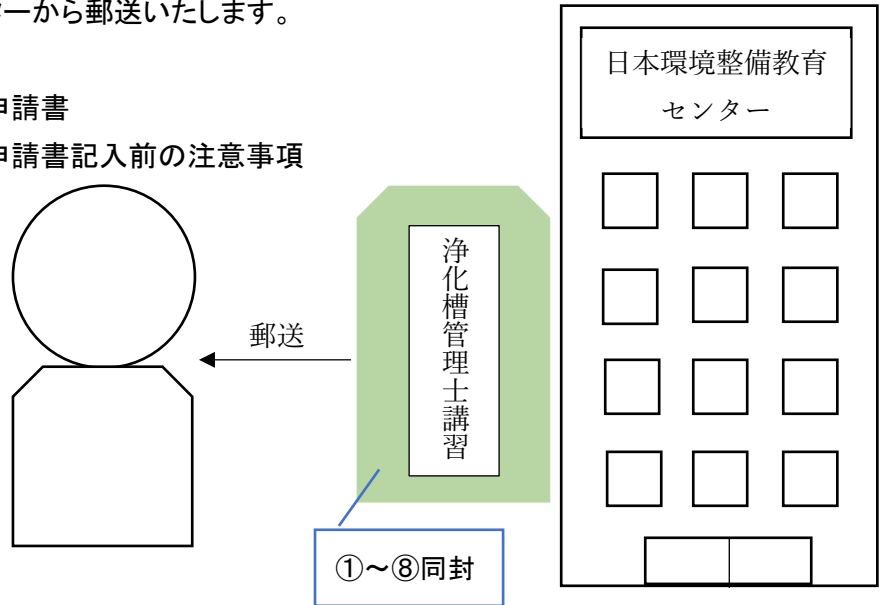 ターから郵送いたします。
申請書
申請書記入前の注意事項
日本環境整備教育
センター
浄化槽管理士講習
郵送
①~⑧同封